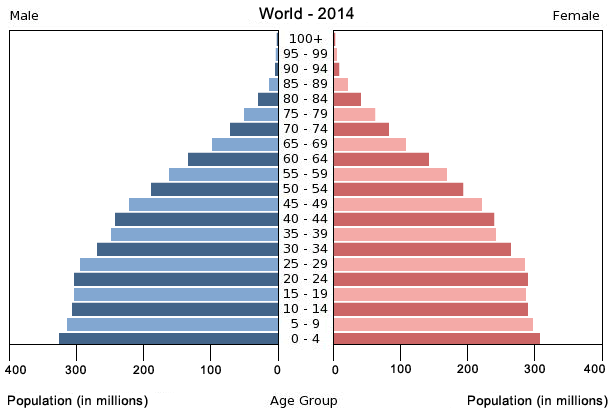 Male World - 2014 Female
100+
95 - 99
90 - 94
85 - 89
80 - 84
75 - 79
70 - 74
65 - 69
60 - 64
55 - 59
50 - 54
45 - 49
40 - 44
35 - 39
30 - 34
25 - 29
20 - 24
15 - 19
10 - 14
5 - 9
0 - 4
400 300 200 100 0 0 100 200 300 400
Population (in millions) Age Group Population (in millions)